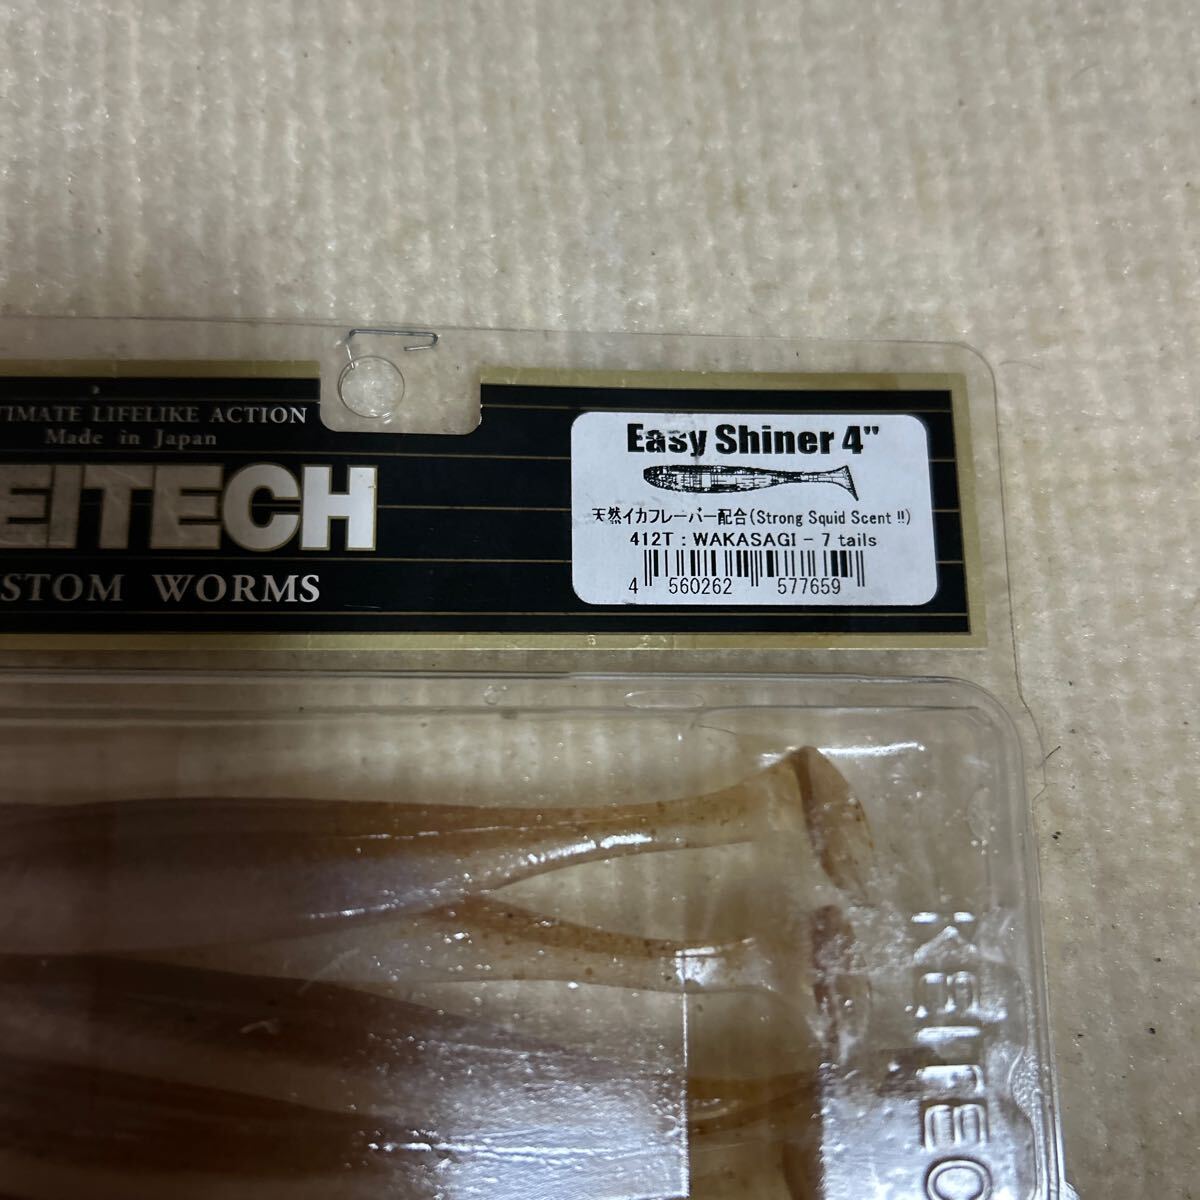 TIMATE LIFELIKE ACTION
Made in Japan
EITECH
STOM WORMS
Easy Shiner 4"
天然イカフレーバー配合(Strong Squid Scent !!)
412T : WAKASAGI - 7 tails
4 560262 577659
KEITEC